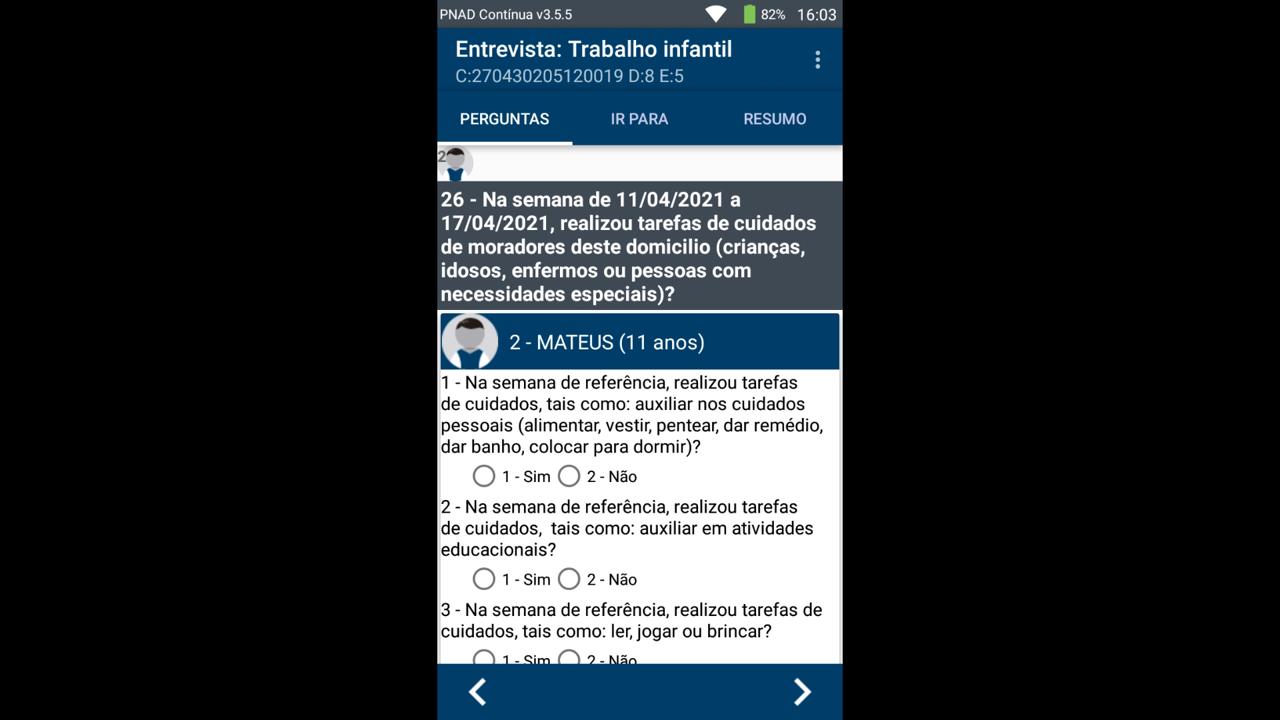 PNAD Contínua v3.5.5
82% 16:03
Entrevista: Trabalho infantil
C:270430205120019 D:8 E:5
PERGUNTAS IR PARA RESUMO
2
26 - Na semana de 11/04/2021 a
17/04/2021, realizou tarefas de cuidados
de moradores deste domicilio (crianças,
idosos, enfermos ou pessoas com
necessidades especiais)?
2 - MATEUS (11 anos)
1 - Na semana de referência, realizou tarefas
de cuidados, tais como: auxiliar nos cuidados
pessoais (alimentar, vestir, pentear, dar remédio,
dar banho, colocar para dormir)?
1 - Sim 2 - Não
2 - Na semana de referência, realizou tarefas
de cuidados,  tais como: auxiliar em atividades
educacionais?
1 - Sim 2 - Não
3 - Na semana de referência, realizou tarefas de
cuidados, tais como: ler, jogar ou brincar?
1 - Sim 2 - Não